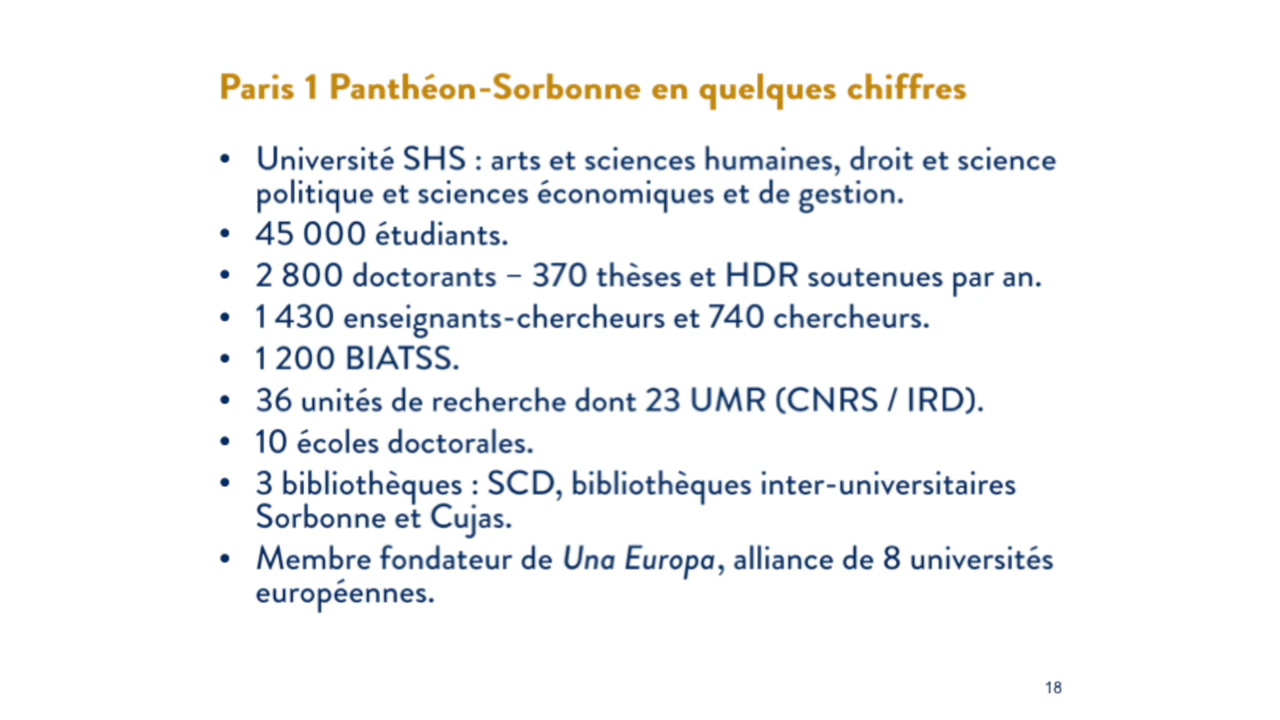 Paris 1 Panthéon-Sorbonne en quelques chiffres
• Université SHS : arts et sciences humaines, droit et science
politique et sciences économiques et de gestion.
• 45 000 étudiants.
• 2 800 doctorants – 370 thèses et HDR soutenues par an.
• 1 430 enseignants-chercheurs et 740 chercheurs.
• 1 200 BIATSS.
• 36 unités de recherche dont 23 UMR (CNRS / IRD).
• 10 écoles doctorales.
• 3 bibliothèques : SCD, bibliothèques inter-universitaires
Sorbonne et Cujas.
• Membre fondateur de Una Europa, alliance de 8 universités
européennes.
18